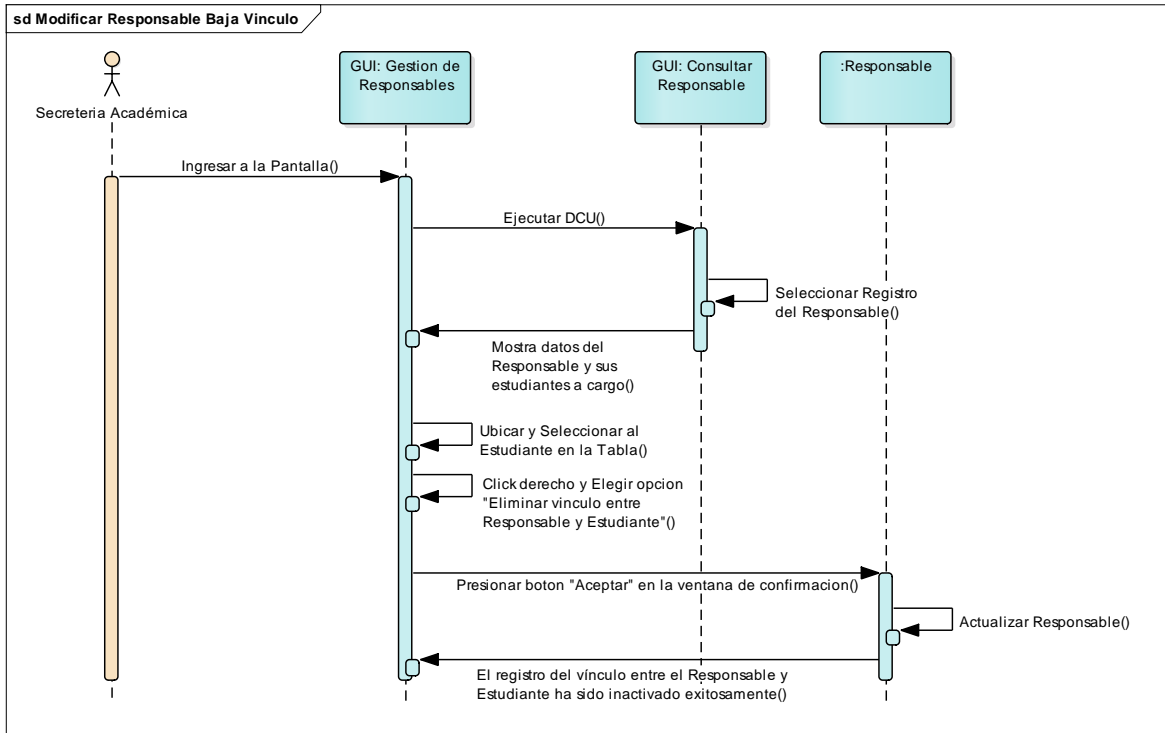 sd Modificar Responsable Baja Vinculo
Secreteria Académica
GUI: Gestion de
Responsables
GUI: Consultar
Responsable
:Responsable
Ingresar a la Pantalla()
Ejecutar DCU()
Seleccionar Registro
del Responsable()
Mostra datos del
Responsable y sus
estudiantes a cargo()
Ubicar y Seleccionar al
Estudiante en la Tabla()
Click derecho y Elegir opcion
"Eliminar vinculo entre
Responsable y Estudiante"()
Presionar boton "Aceptar" en la ventana de confirmacion()
Actualizar Responsable()
El registro del vínculo entre el Responsable y
Estudiante ha sido inactivado exitosamente()